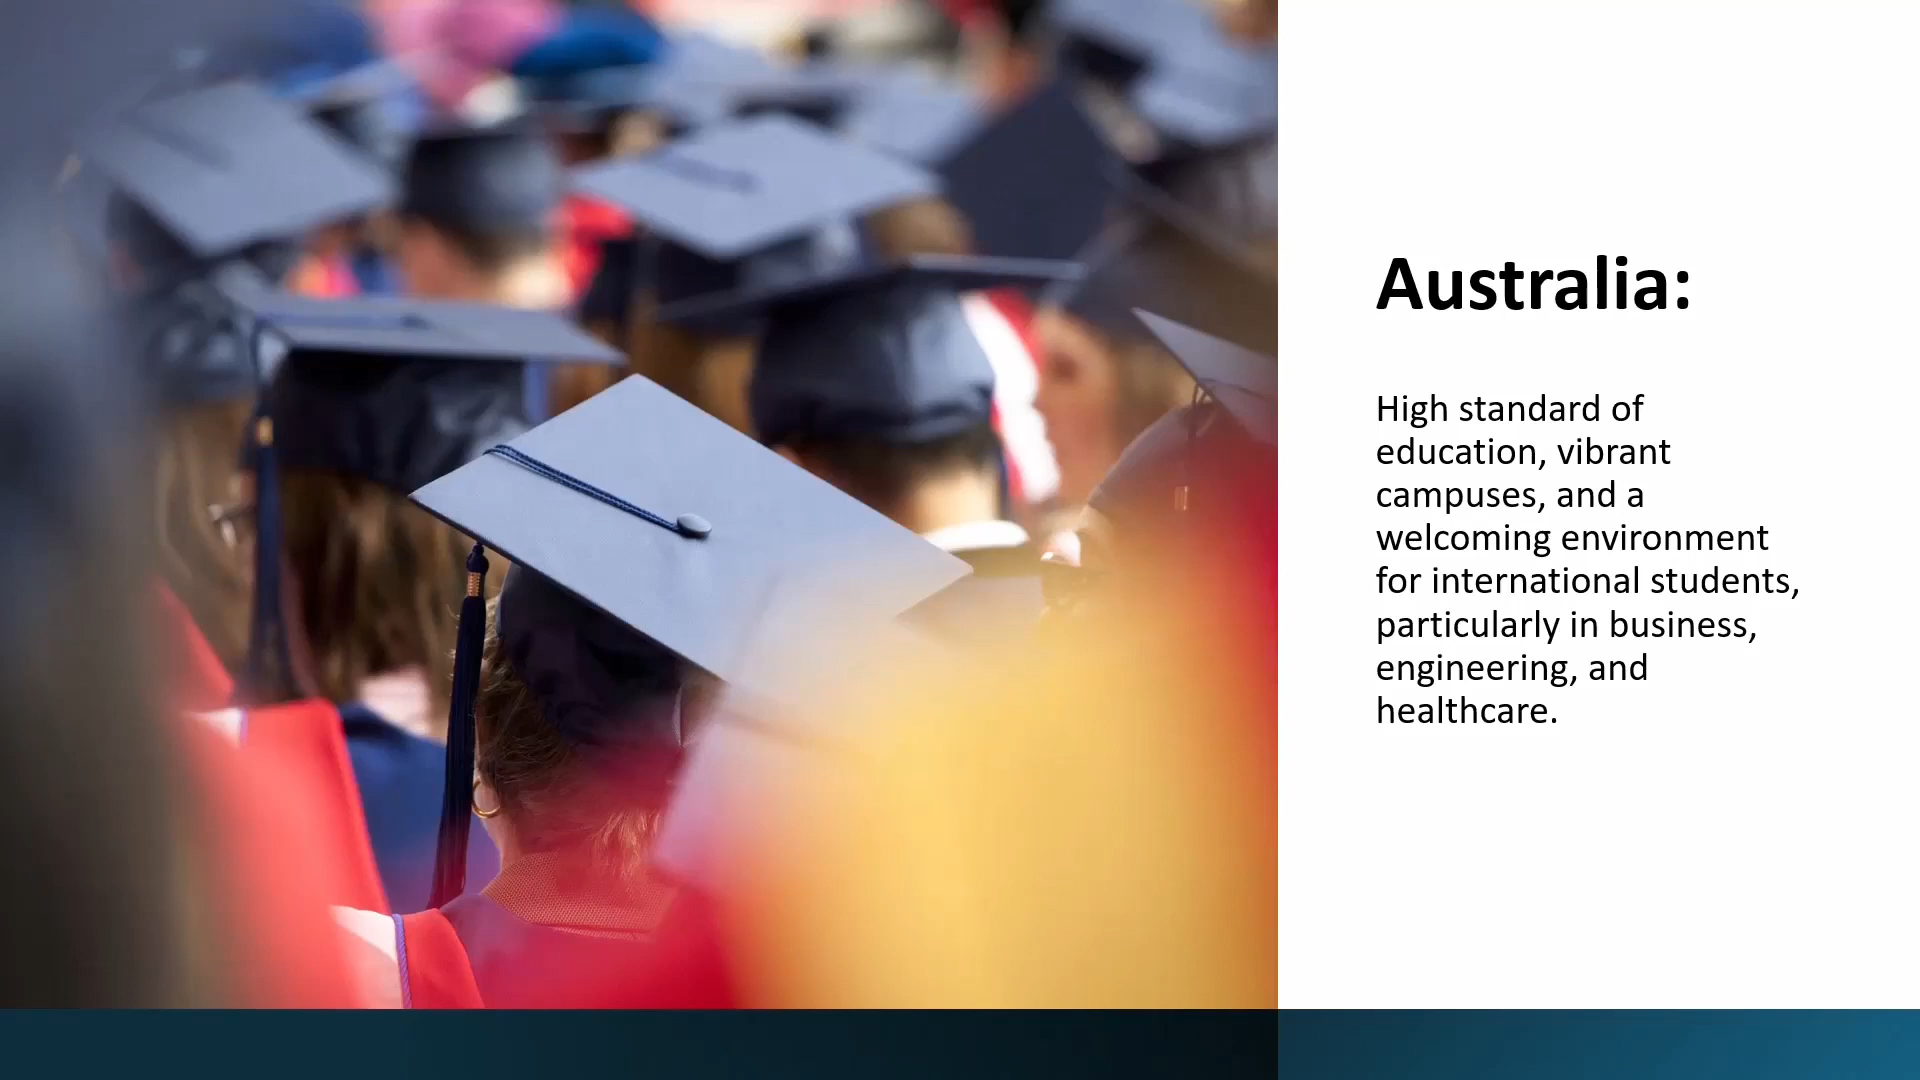 Australia:
High standard of
education, vibrant
campuses, and a
welcoming environment
for international students,
particularly in business,
engineering, and
healthcare.